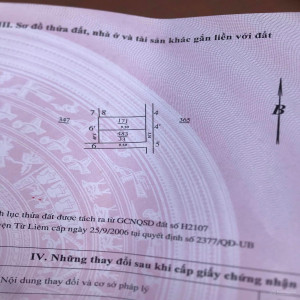 III. Sơ đồ thửa đất, nhà ở và tài sản khác gắn liền với đất
7 8 4
347 171 365
6' 4'
6 5
B
h lục thửa đất được tách ra từ GCNQSD đất số H2107
yện Từ Liêm cấp ngày 25/9/2006 tại quyết định số 2377/QĐ-UB
IV. Những thay đổi sau khi cấp giấy chứng nhận
Nội dung thay đổi và cơ sở pháp lý